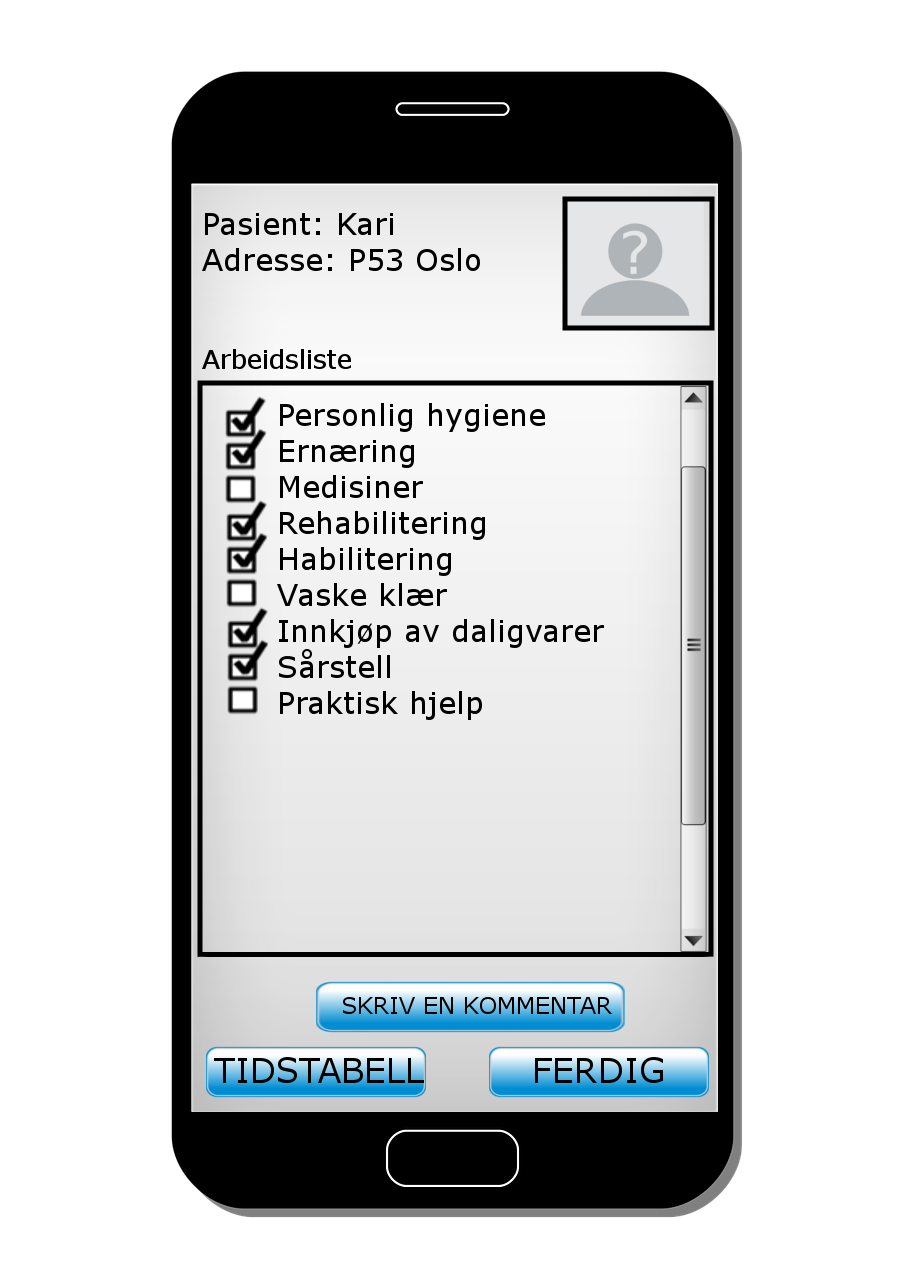 Pasient: Kari
Adresse: P53 Oslo
?
Arbeidsliste
Personlig hygiene
Ernæring
Medisiner
Rehabilitering
Habilitering
Vaske klær
Innkjøp av daligvarer
Sårstell
Praktisk hjelp
SKRIV EN KOMMENTAR
TIDSTABELL
FERDIG